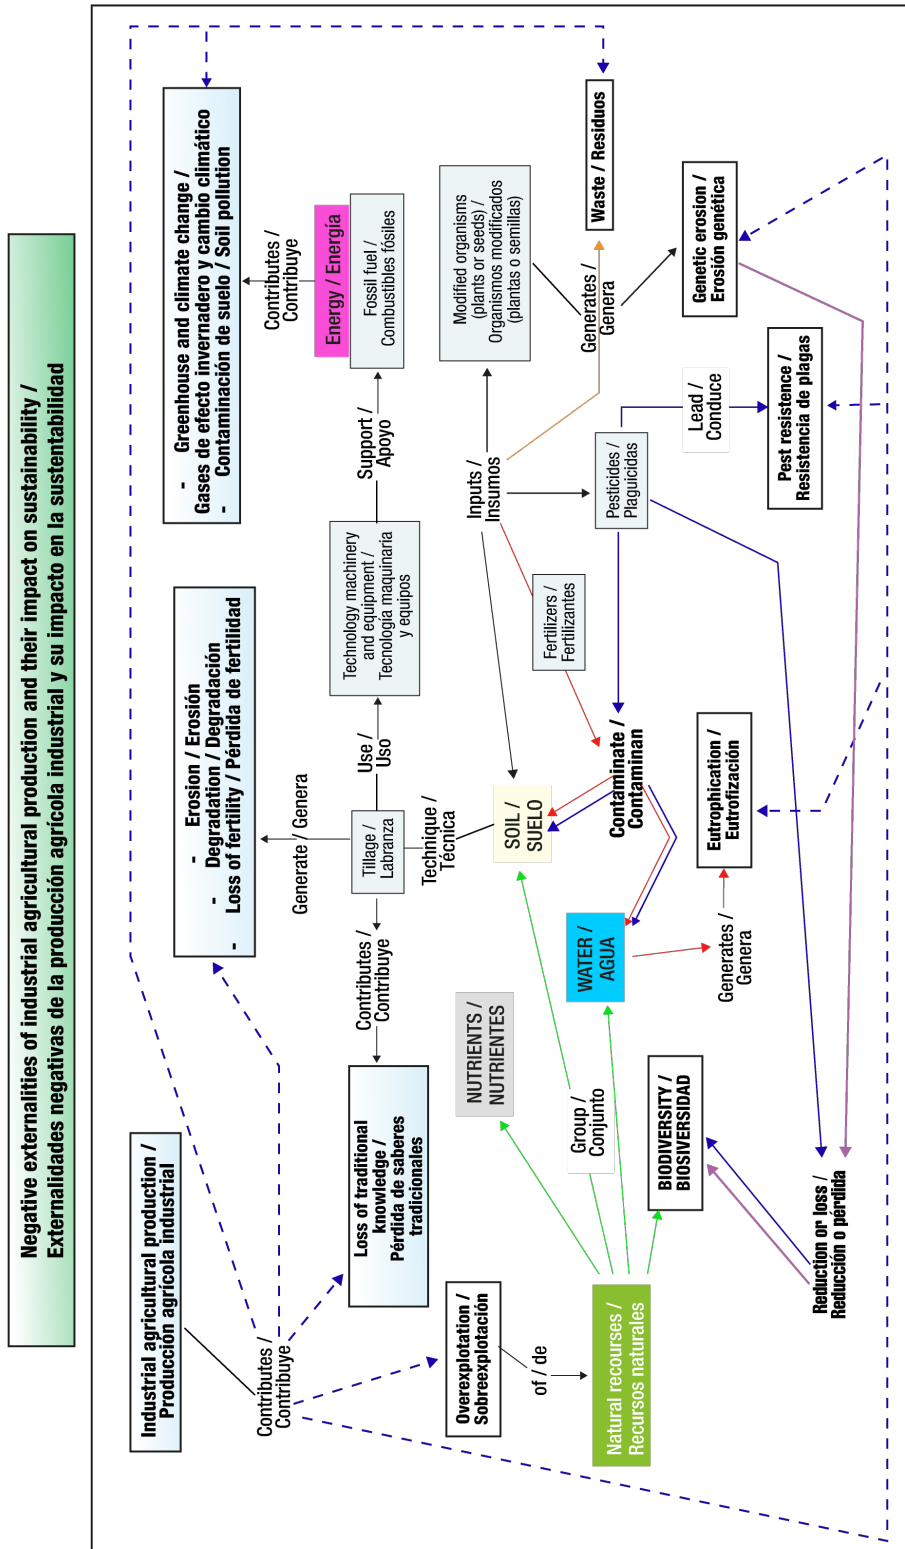 Negative externalities of industrial agricultural production and their impact on sustainability /
Externalidades negativas de la producción agrícola industrial y su impacto en la sustentabilidad
Industrial agricultural production /
Producción agrícola industrial
Contributes /
Contribuye
- Erosion / Erosión
- Degradation / Degradación
- Loss of fertility / Pérdida de fertilidad
- Greenhouse and climate change /
Gases de efecto invernadero y cambio climático
- Contaminación de suelo / Soil pollution
Generate / Genera
Contributes /
Contribuye
Loss of traditional
knowledge /
Pérdida de saberes
tradicionales
Contributes /
Contribuye
Tillage /
Labranza
Use /
Uso
Technology machinery
and equipment /
Tecnología maquinaria
y equipos
Support /
Apoyo
Energy / Energía
Fossil fuel /
Combustibles fósiles
Technique /
Técnica
Overexplotation /
Sobreexplotación
of / de
Natural recourses /
Recursos naturales
NUTRIENTS /
NUTRIENTES
Group /
Conjunto
SOIL /
SUELO
WATER /
AGUA
BIODIVERSITY /
BIOSIVERSIDAD
Inputs /
Insumos
Modified organisms
(plants or seeds) /
Organismos modificados
(plantas o semillas)
Fertilizers /
Fertilizantes
Pesticides /
Plaguicidas
Generates /
Genera
Waste / Residuos
Contaminate /
Contaminan
Lead /
Conduce
Genetic erosion /
Erosión genética
Generates /
Genera
Eutrophication /
Eutrofización
Pest resistence /
Resistencia de plagas
Reduction or loss /
Reducción o pérdida